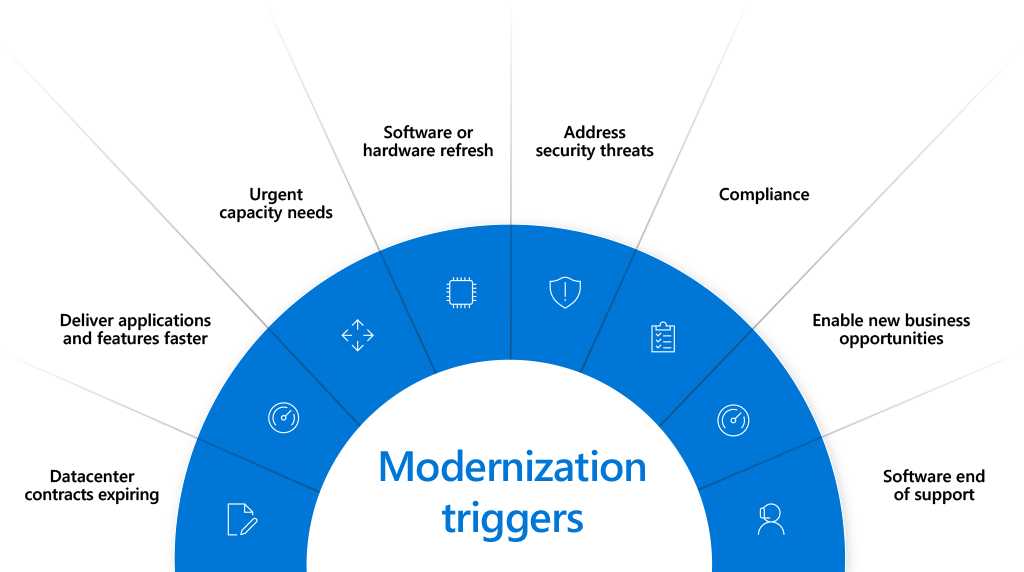 Software or
hardware refresh
Address
security threats
Urgent
capacity needs
Compliance
Deliver applications
and features faster
Enable new business
opportunities
Datacenter
contracts expiring
Software end
of support
Modernization
triggers